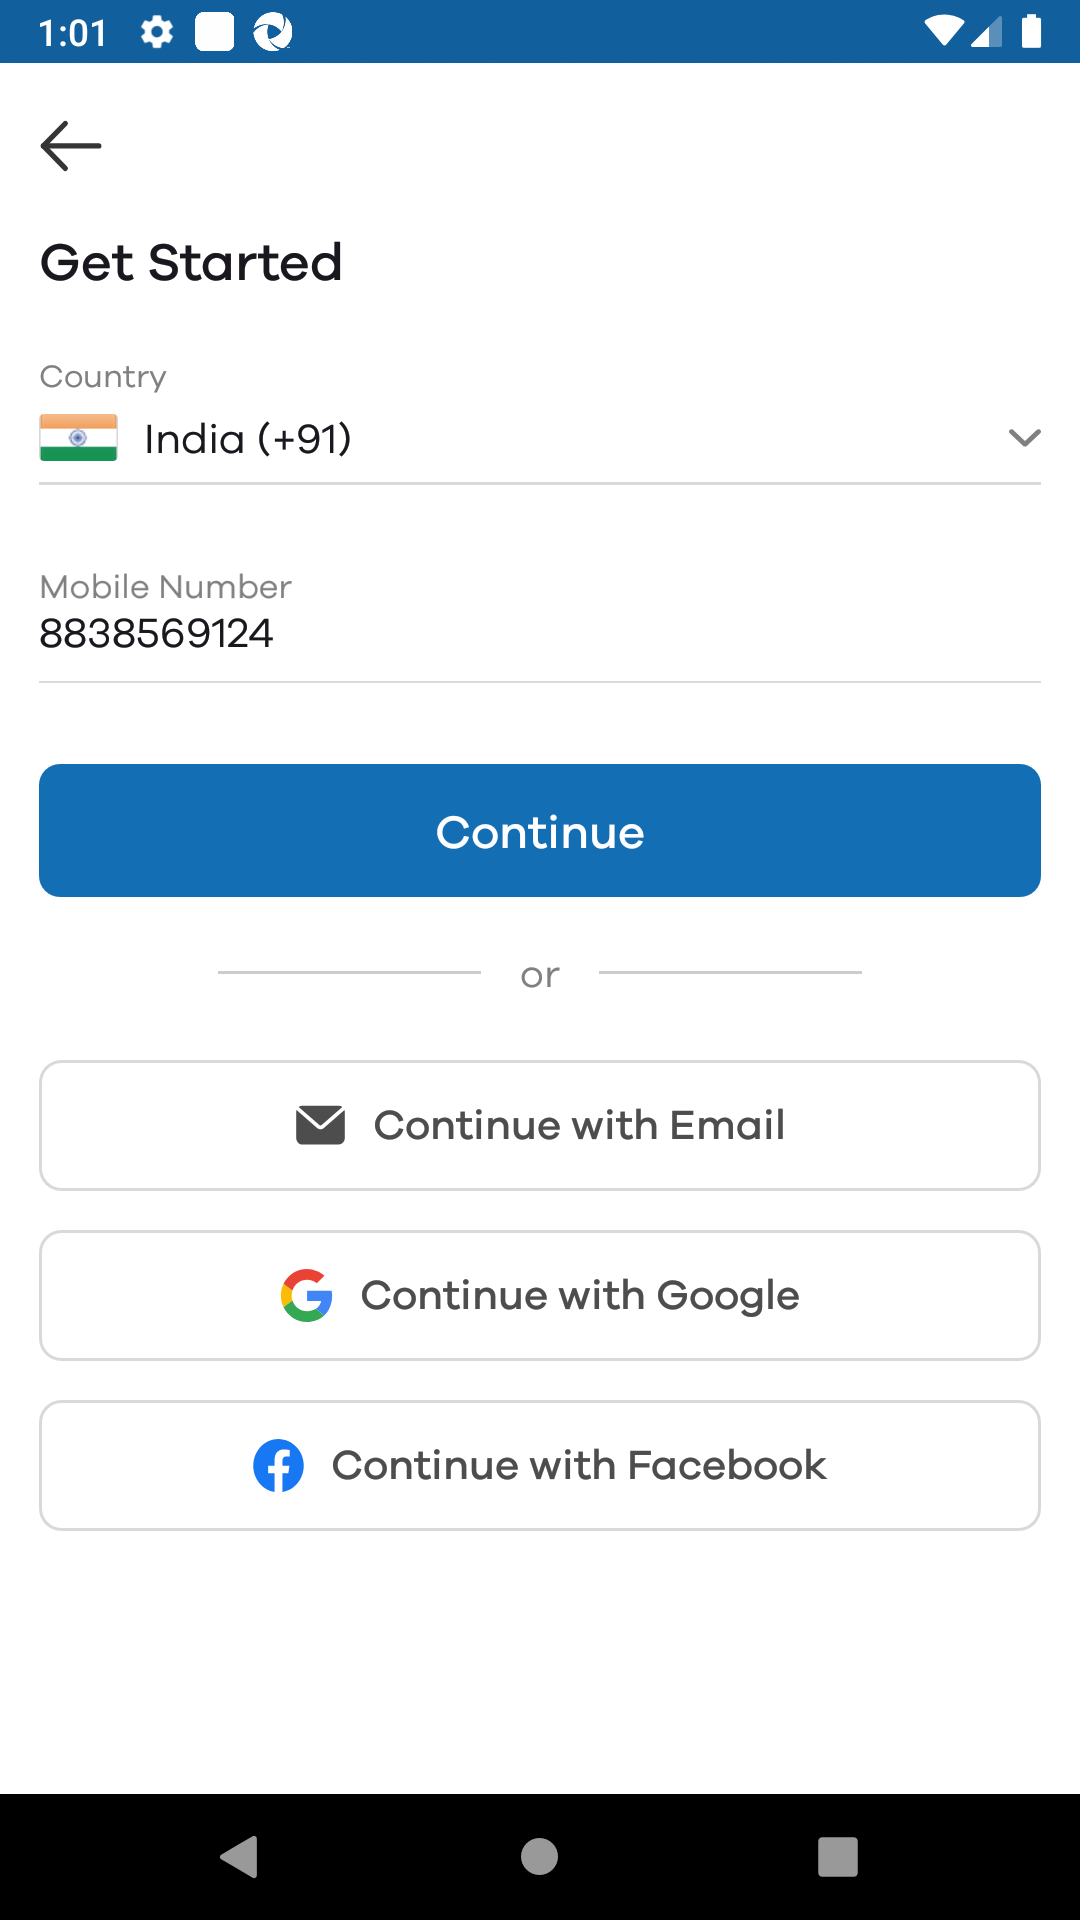 1:01
Get Started
Country
India (+91)
Mobile Number
8838569124
Continue
or
Continue with Email
Continue with Google
Continue with Facebook